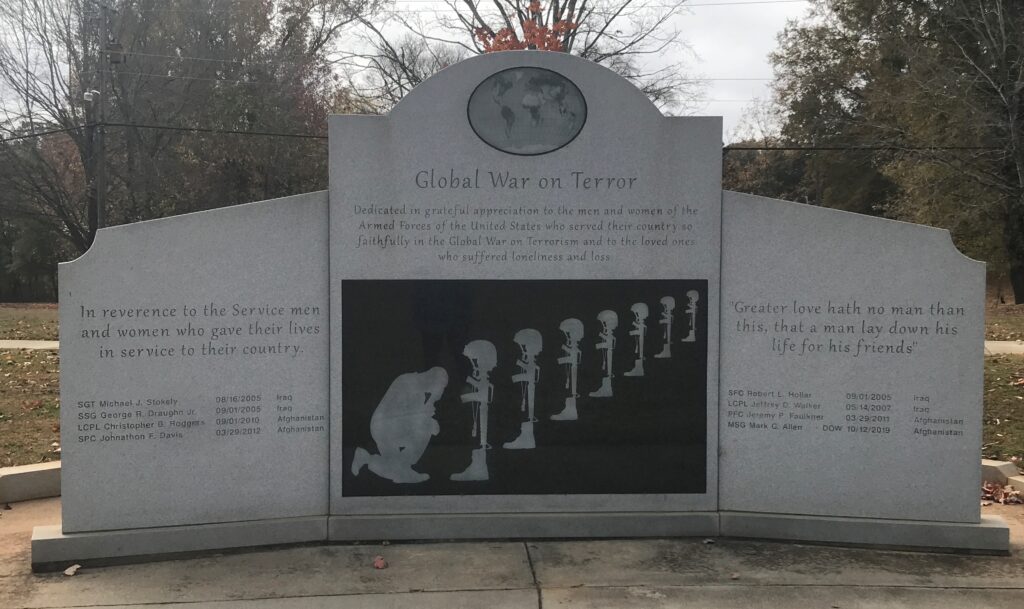 Global War on Terror
Dedicated in grateful appreciation to the men and women of the
Armed Forces of the United States who served their country so
faithfully in the Global War on Terrorism and to the loved ones
who suffered loneliness and loss
In reverence to the Service men
and women who gave their lives
in service to their country.
SGT Michael J. Stokely 08/16/2005 Iraq
SSG George R. Draughn Jr. 09/01/2005 Iraq
LCPL Christopher B. Rodgers 09/01/2010 Afghanistan
SPC Johnathon F. Davis 03/29/2012 Afghanistan
"Greater love hath no man than
this, that a man lay down his
life for his friends"
SFC Robert L. Hollar 09/01/2005 Iraq
LCPL Jeffrey D. Walker 05/14/2007 Iraq
PFC Jeremy P. Faulkner 03/29/2011 Afghanistan
MSG Mark C. Allen - DOW 10/12/2019 Afghanistan